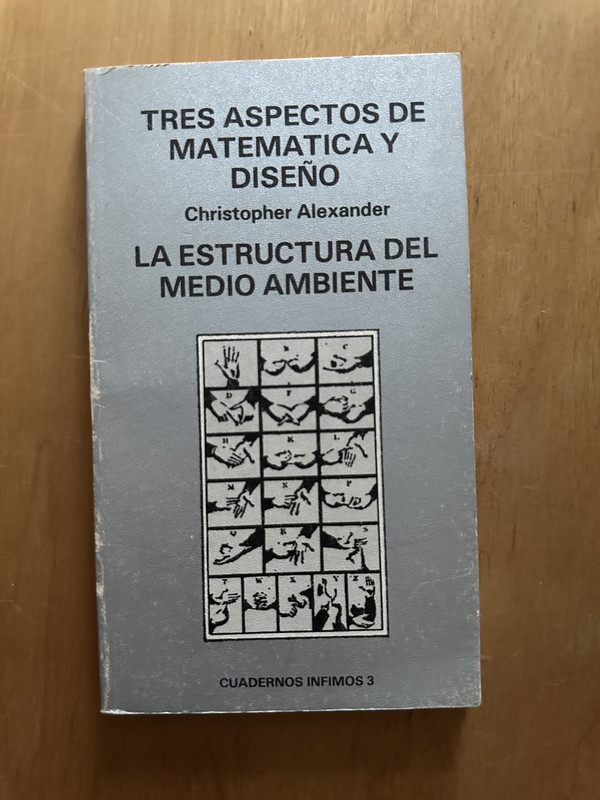 TRES ASPECTOS DE
MATEMATICA Y
DISEÑO
Christopher Alexander
LA ESTRUCTURA DEL
MEDIO AMBIENTE
B C
D F G
H K L
M N P
Q R S
T W X Y Z
CUADERNOS INFIMOS 3